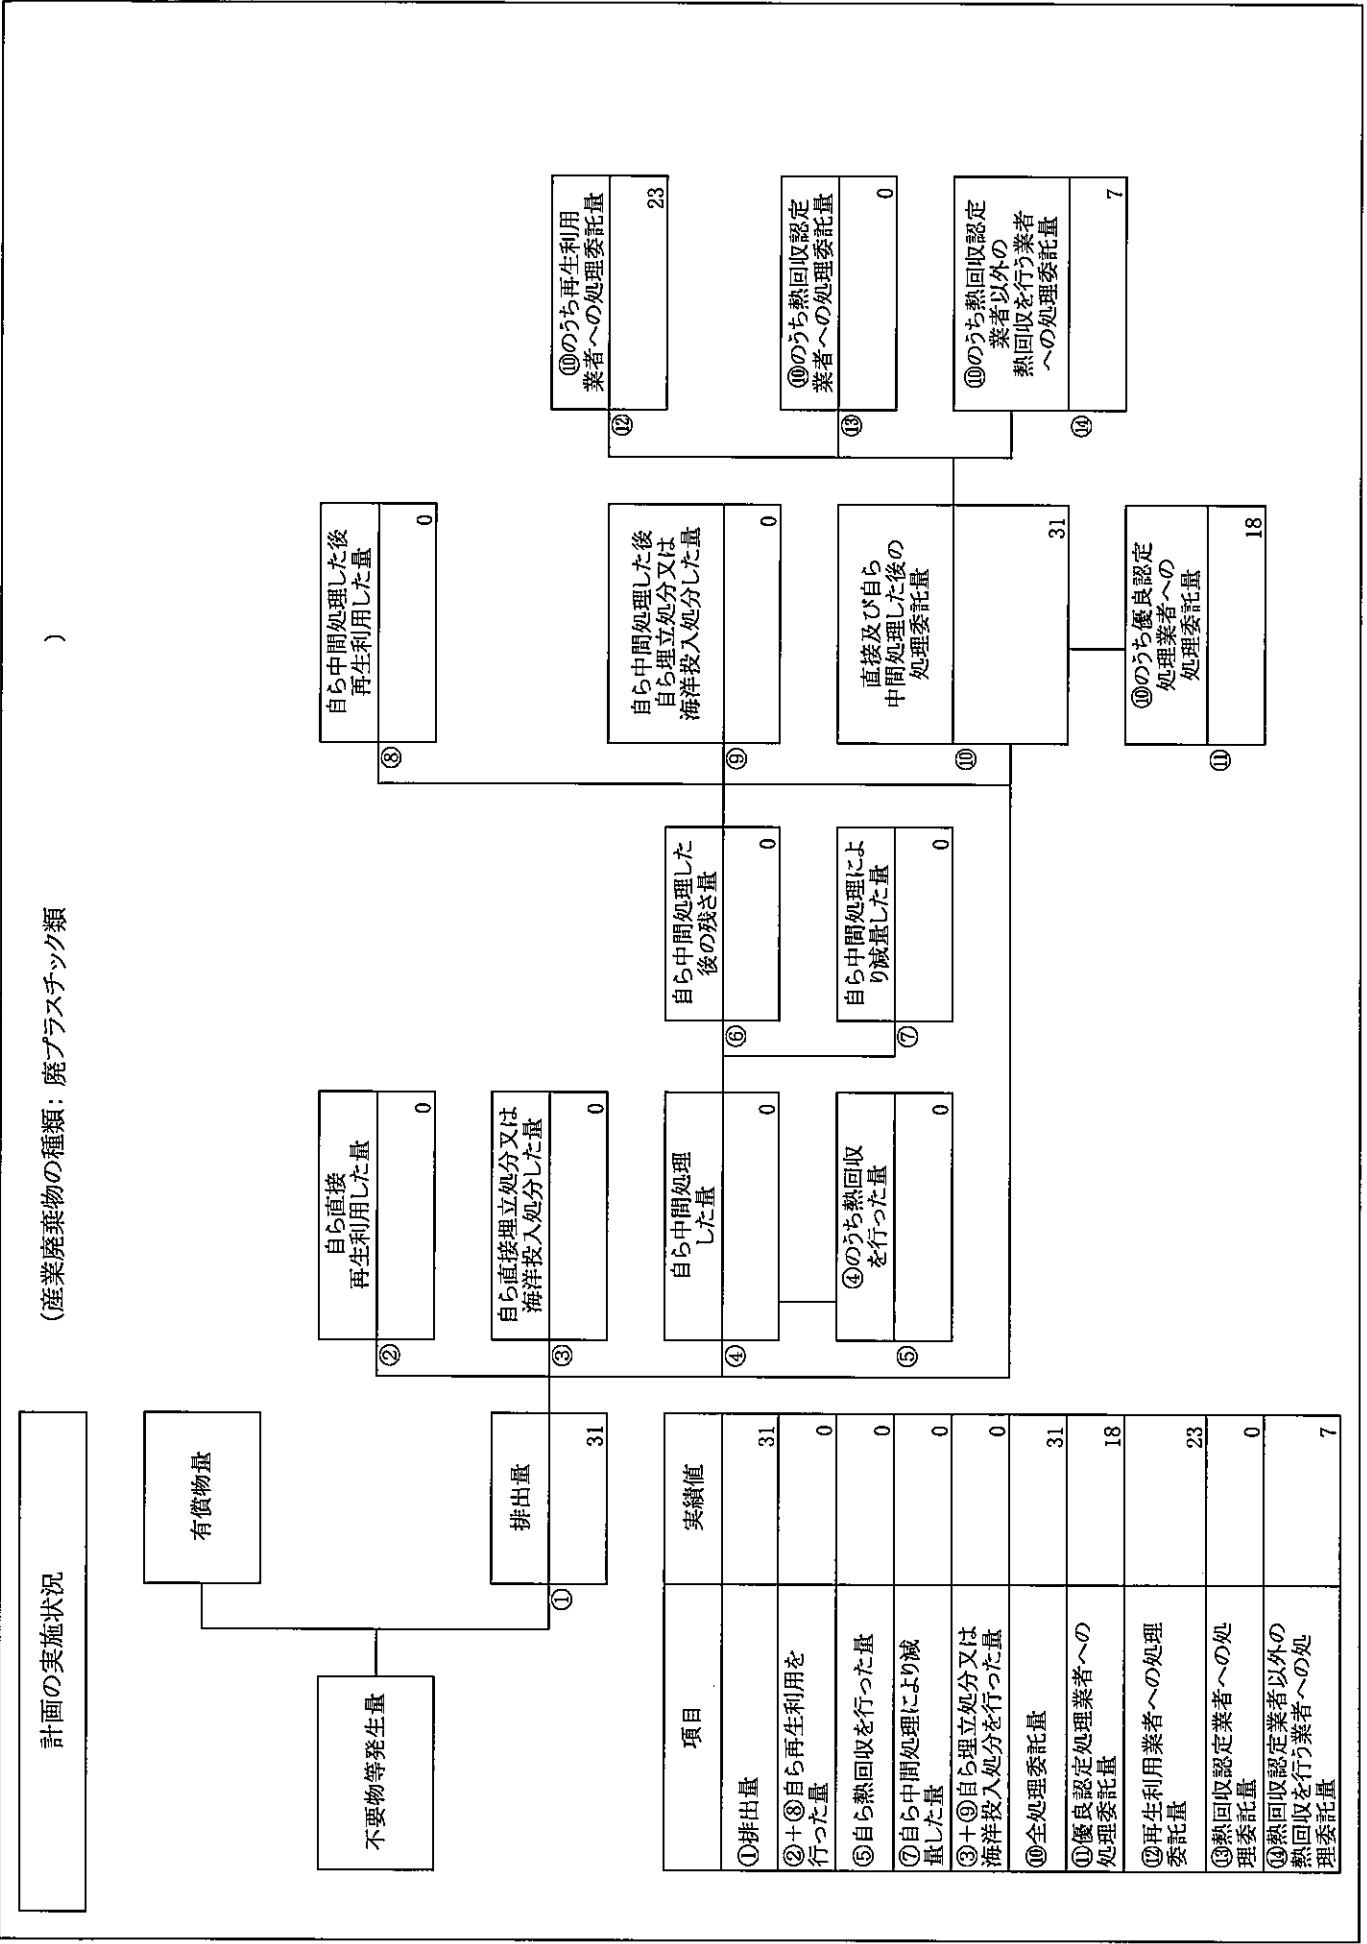 計画の実施状況
(産業廃棄物の種類：廃プラスチック類 )
不要物等発生量
有償物量
①
排出量
31
②
自ら直接
再生利用した量
0
③
自ら直接埋立処分又は
海洋投入処分した量
0
④
自ら中間処理
した量
0
⑤
④のうち熱回収
を行った量
0
⑥
自ら中間処理した
後の残さ量
0
⑦
自ら中間処理によ
り減量した量
0
⑧
自ら中間処理した後
再生利用した量
0
⑨
自ら中間処理した後
自ら埋立処分又は
海洋投入処分した量
0
⑩
直接及び自ら
中間処理した後の
処理委託量
31
⑪
⑩のうち優良認定
処理業者への
処理委託量
18
⑫
⑩のうち再生利用
業者への処理委託量
23
⑬
⑩のうち熱回収認定
業者への処理委託量
0
⑭
⑩のうち熱回収認定
業者以外の
熱回収を行う業者
への処理委託量
7
項目 実績値
①排出量 31
②+⑧自ら再生利用を
行った量 0
⑤自ら熱回収を行った量 0
⑦自ら中間処理により減
量した量 0
③+⑨自ら埋立処分又は
海洋投入処分を行った量 0
⑩全処理委託量 31
⑪優良認定処理業者への
処理委託量 18
⑫再生利用業者への処理
委託量 23
⑬熱回収認定業者への処
理委託量 0
⑭熱回収認定業者以外の
熱回収を行う業者への処
理委託量 7